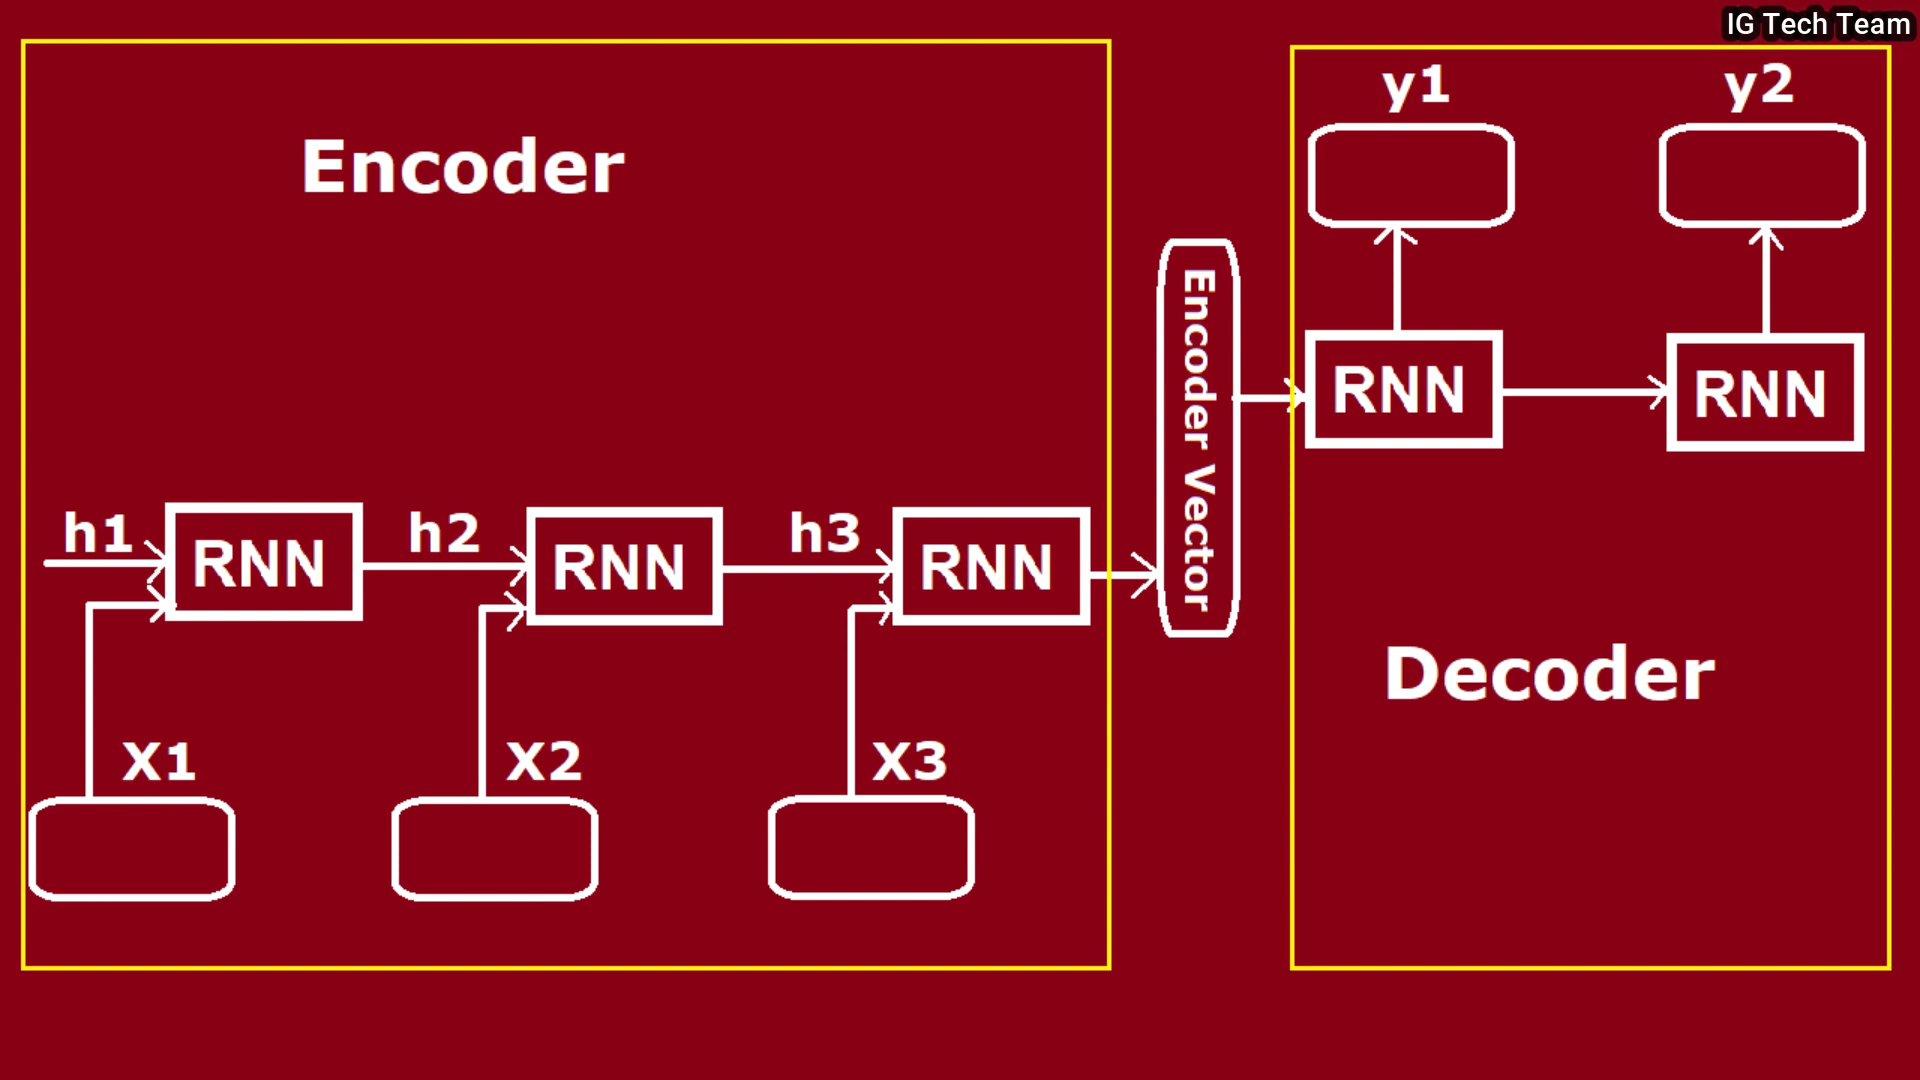 IG Tech Team
Encoder
h1
RNN
h2
RNN
h3
RNN
X1
X2
X3
Encoder Vector
y1
y2
RNN
RNN
Decoder